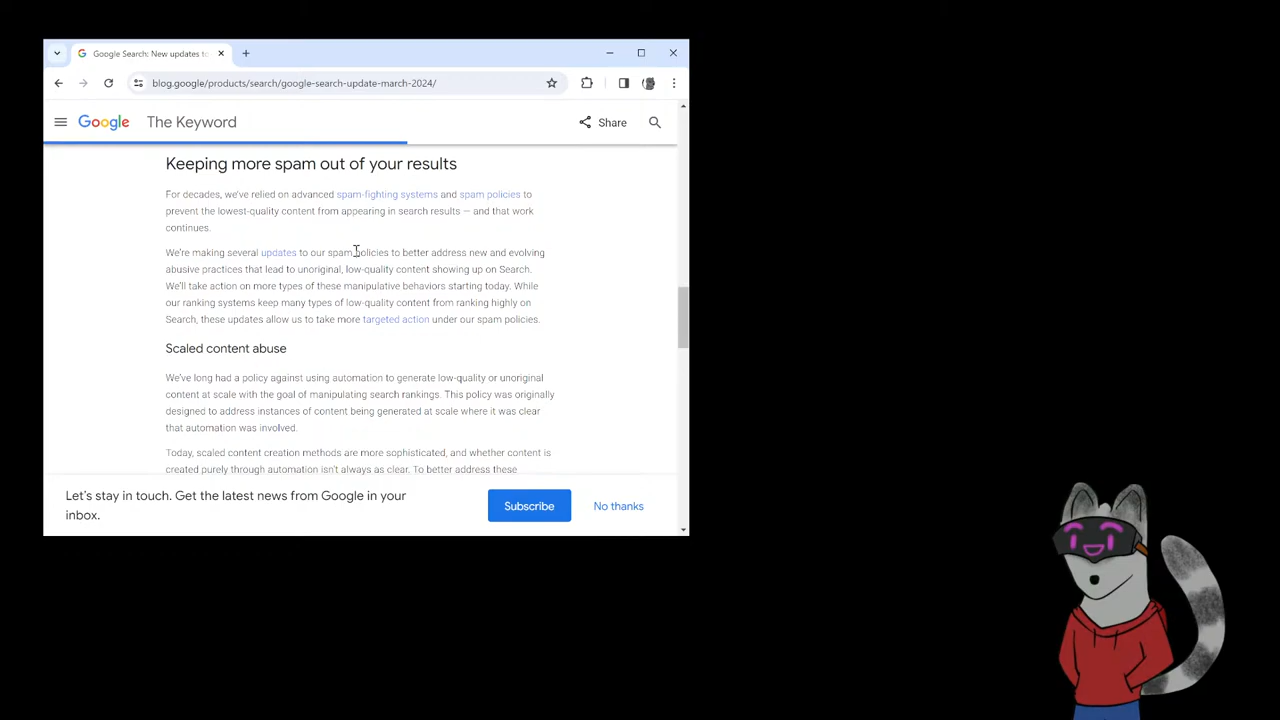 Google Search: New updates to
blog.google/products/search/google-search-update-march-2024/
Google The Keyword Share
Keeping more spam out of your results
For decades, we've relied on advanced spam-fighting systems and spam policies to
prevent the lowest-quality content from appearing in search results — and that work
continues.
We're making several updates to our spam policies to better address new and evolving
abusive practices that lead to unoriginal, low-quality content showing up on Search.
We'll take action on more types of these manipulative behaviors starting today. While
our ranking systems keep many types of low-quality content from ranking highly on
Search, these updates allow us to take more targeted action under our spam policies.
Scaled content abuse
We've long had a policy against using automation to generate low-quality or unoriginal
content at scale with the goal of manipulating search rankings. This policy was originally
designed to address instances of content being generated at scale where it was clear
that automation was involved.
Today, scaled content creation methods are more sophisticated, and whether content is
created purely through automation isn't always as clear. To better address these
Let's stay in touch. Get the latest news from Google in your
inbox.
Subscribe
No thanks